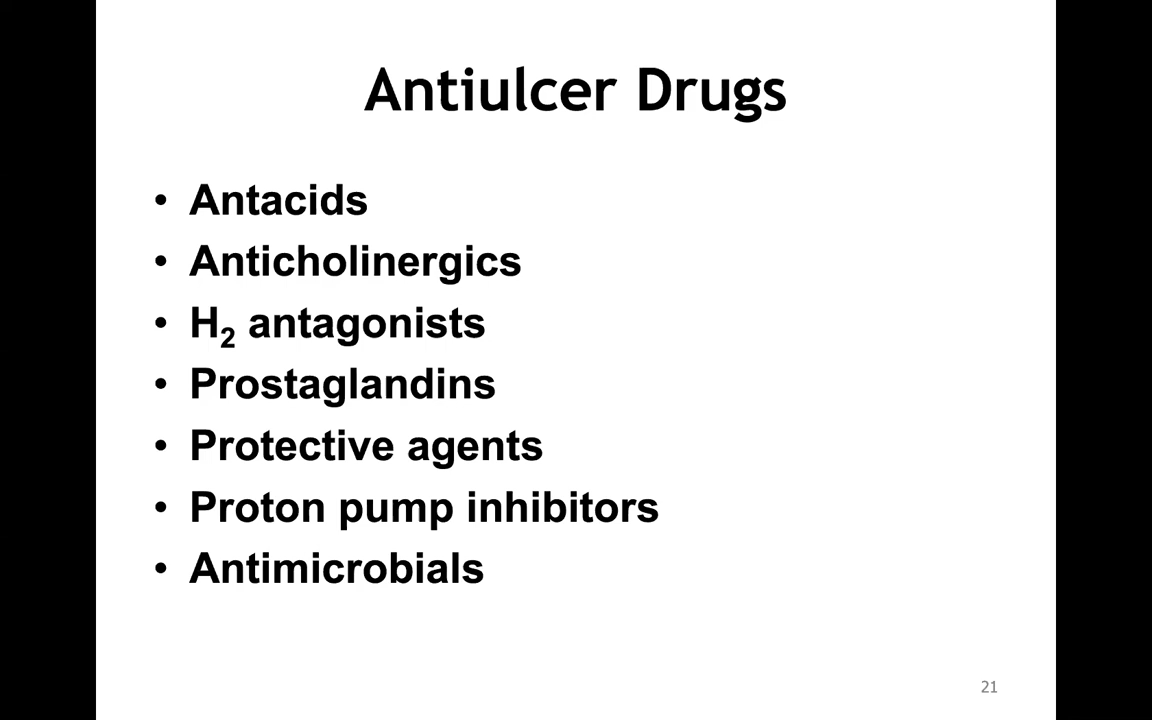 Antiulcer Drugs
• Antacids
• Anticholinergics
• H₂ antagonists
• Prostaglandins
• Protective agents
• Proton pump inhibitors
• Antimicrobials
21